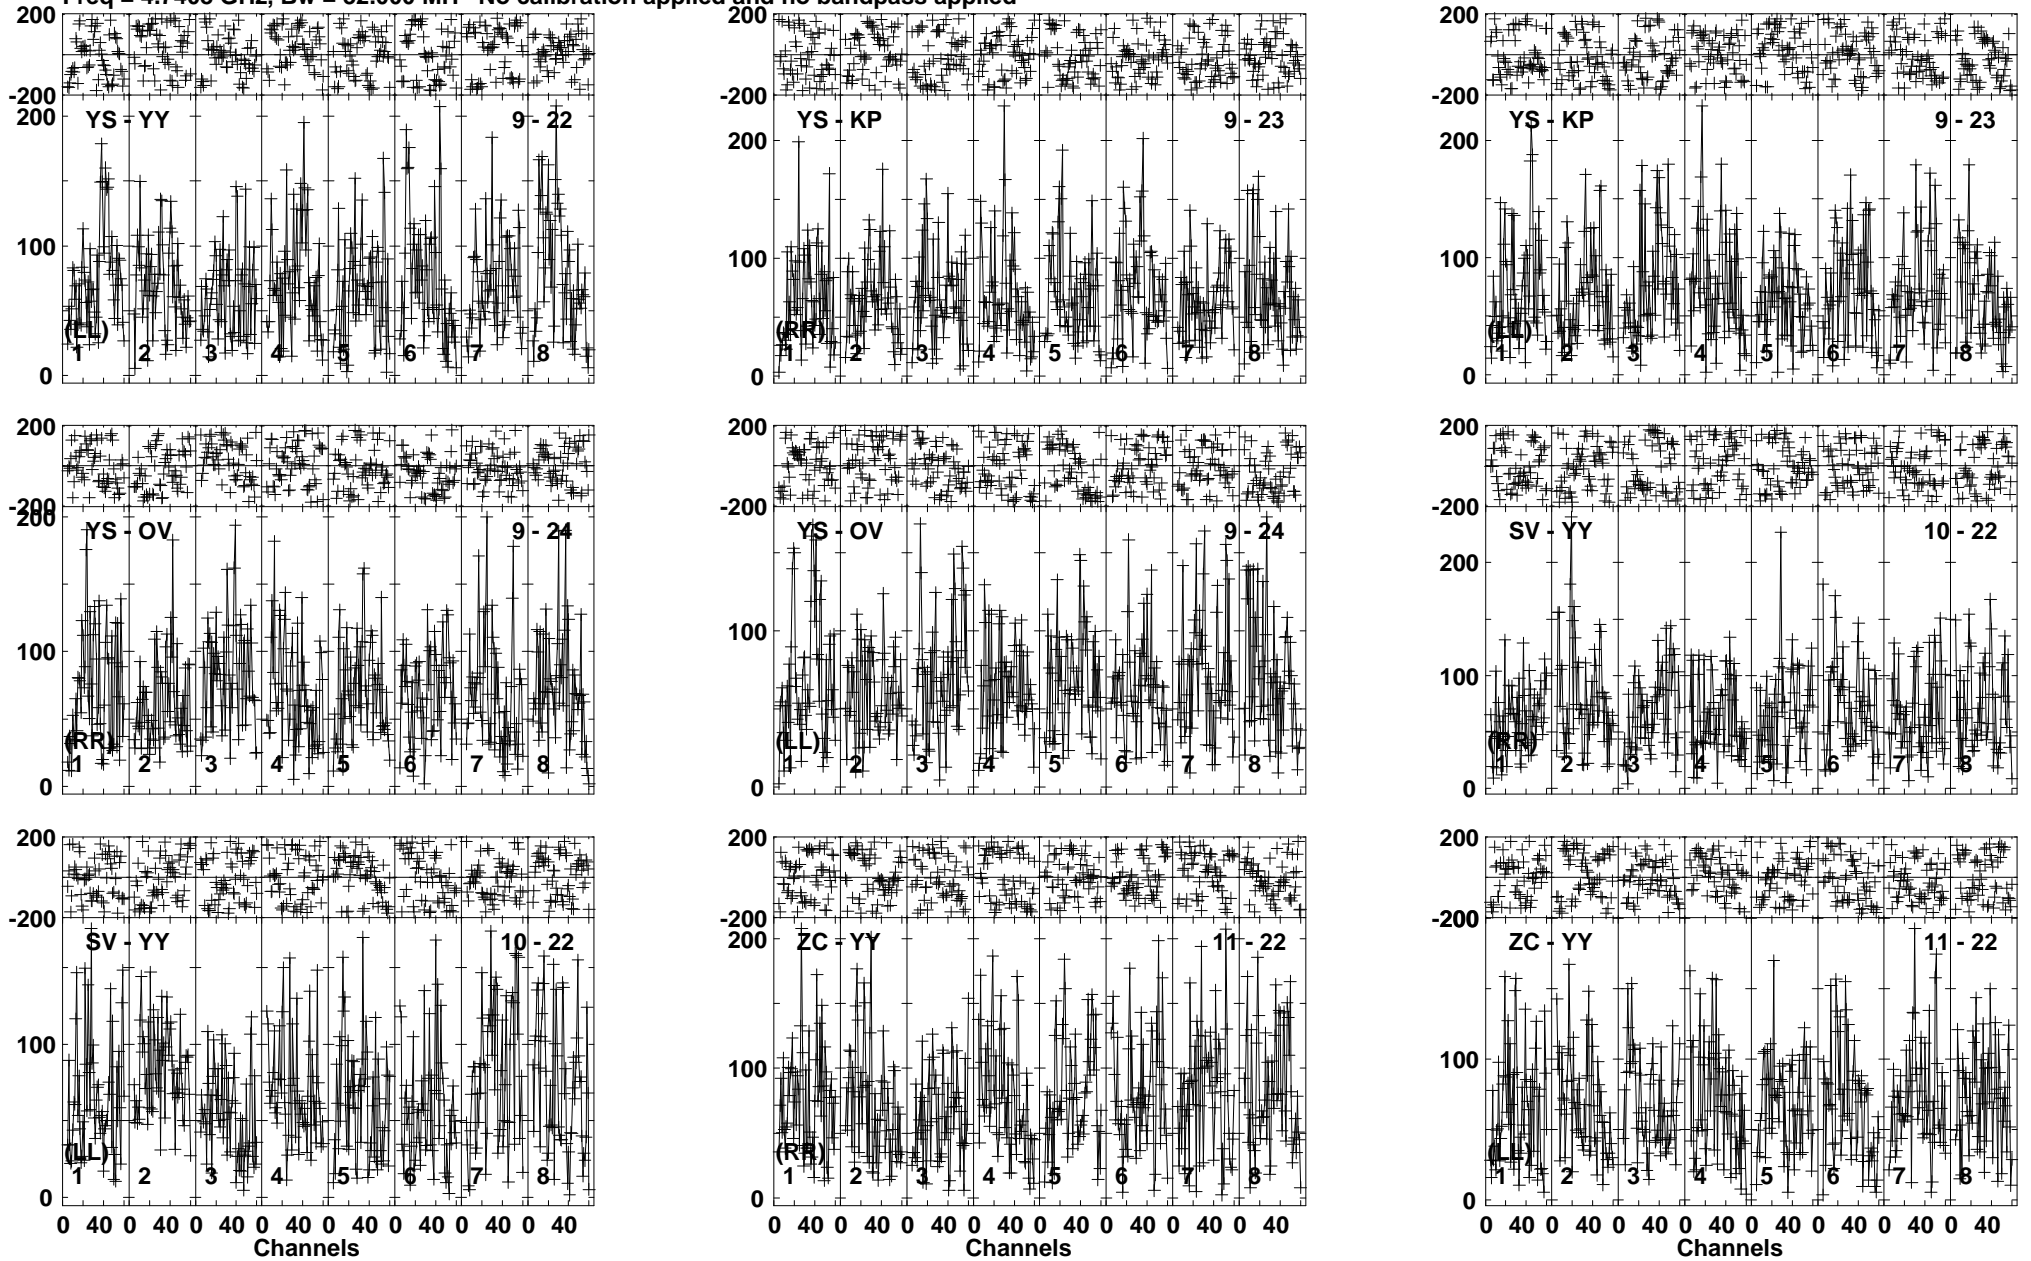 Freq = 4.7408 GHz, Bw = 32.000 MH No calibration applied and no bandpass applied
200 200 200
-200 -200 -200
200 YS - YY 9 - 22 200 YS - KP 9 - 23 200 YS - KP 9 - 23
100 100 100
(LL) (RR) (LL)
1 2 3 4 5 6 7 8 1 2 3 4 5 6 7 8 1 2 3 4 5 6 7 8
0 0 0
200 200 200
-200 -200 -200
200 YS - OV 9 - 24 YS - OV 9 - 24 SV - YY 10 - 22
200
100 100 100
(RR) (LL) (RR)
1 2 3 4 5 6 7 8 1 2 3 4 5 6 7 8 1 2 3 4 5 6 7 8
0 0 0
200 200 200
-200 -200 -200
SV - YY 10 - 22 200 ZC - YY 11 - 22 ZC - YY 11 - 22
100 100 100
(LL) (RR) (LL)
1 2 3 4 5 6 7 8 1 2 3 4 5 6 7 8 1 2 3 4 5 6 7 8
0 0 0
0 40 0 40 0 40 0 40 0 40 0 40 0 40 0 40 0 40 0 40 0 40 0 40 0 40 0 40 0 40 0 40 0 40 0 40 0 40 0 40 0 40 0 40 0 40 0 40
Channels Channels Channels